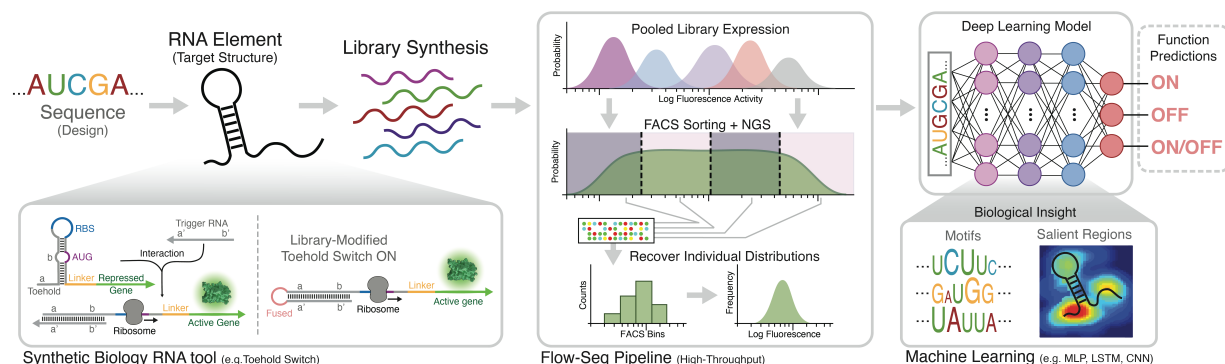 ...AUCGA...
Sequence
(Design)
RNA Element
(Target Structure)
Library Synthesis
RBS
AUG
b
a
Toehold
Linker
Repressed
Gene
Trigger RNA
a'
b'
Interaction
a
b
a'
b'
Ribosome
Linker
Active Gene
Library-Modified
Toehold Switch ON
a
b
a'
b'
Fused
Ribosome
Linker
Active gene
Synthetic Biology RNA tool (e.g.Toehold Switch)
Pooled Library Expression
Probability
Log Fluorescence Activity
FACS Sorting + NGS
Probability
Recover Individual Distributions
Counts
FACS Bins
Frequency
Log Fluorescence
Flow-Seq Pipeline (High-Throughput)
Deep Learning Model
...AUGCGA...
Function
Predictions
ON
OFF
ON/OFF
Biological Insight
Motifs
Salient Regions
...UCUUC...
...GAUGG...
...UAUUA...
Machine Learning (e.g. MLP, LSTM, CNN)